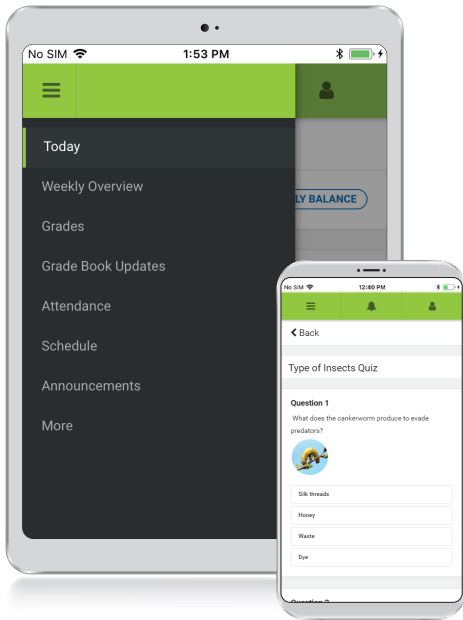 No SIM 1:53 PM
Today
LY BALANCE
Weekly Overview
Grades
Grade Book Updates
Attendance
Schedule
Announcements
More
No SIM 12:40 PM
Back
Type of Insects Quiz
Question 1
What does the cankerworm produce to evade
predators?
Silk threads
Honey
Waste
Dye
Question 2